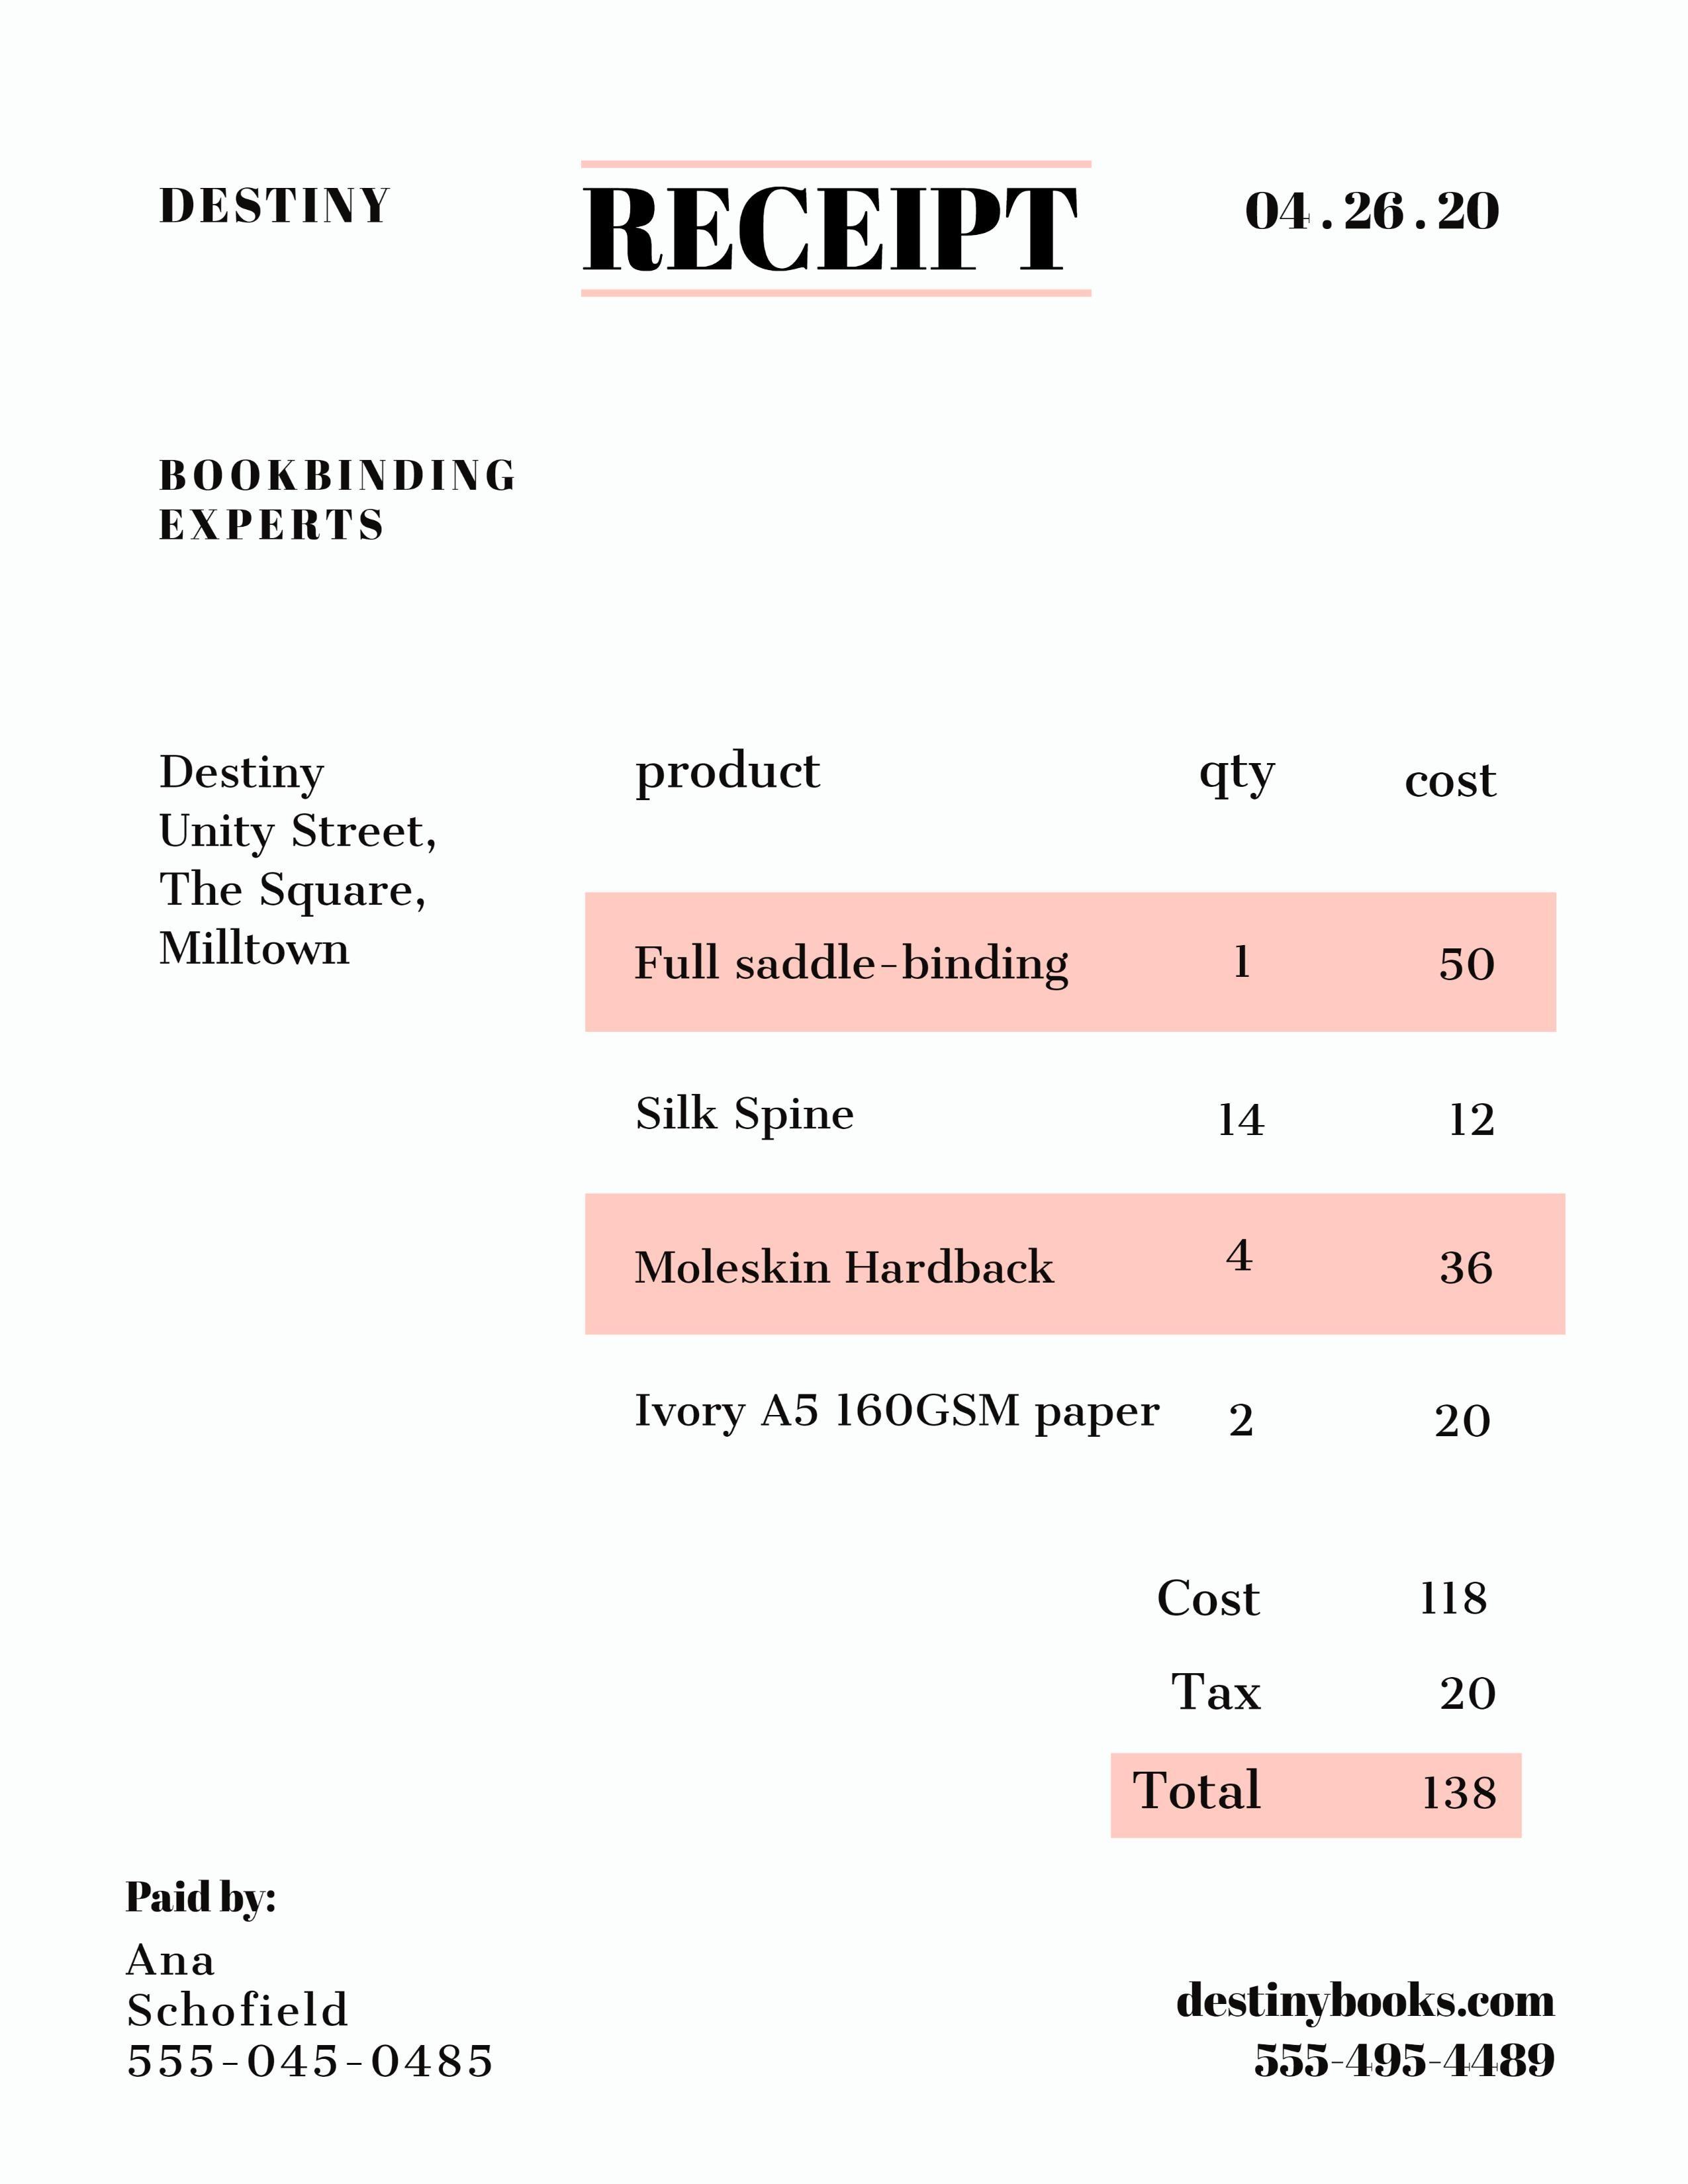 DESTINY
RECEIPT
04.26.20
BOOKBINDING
EXPERTS
Destiny
Unity Street,
The Square,
Milltown
product qty cost
Full saddle-binding 1 50
Silk Spine 14 12
Moleskin Hardback 4 36
Ivory A5 160GSM paper 2 20
Cost 118
Tax 20
Total 138
Paid by:
Ana
Schofield
555-045-0485
destinybooks.com
555-495-4489